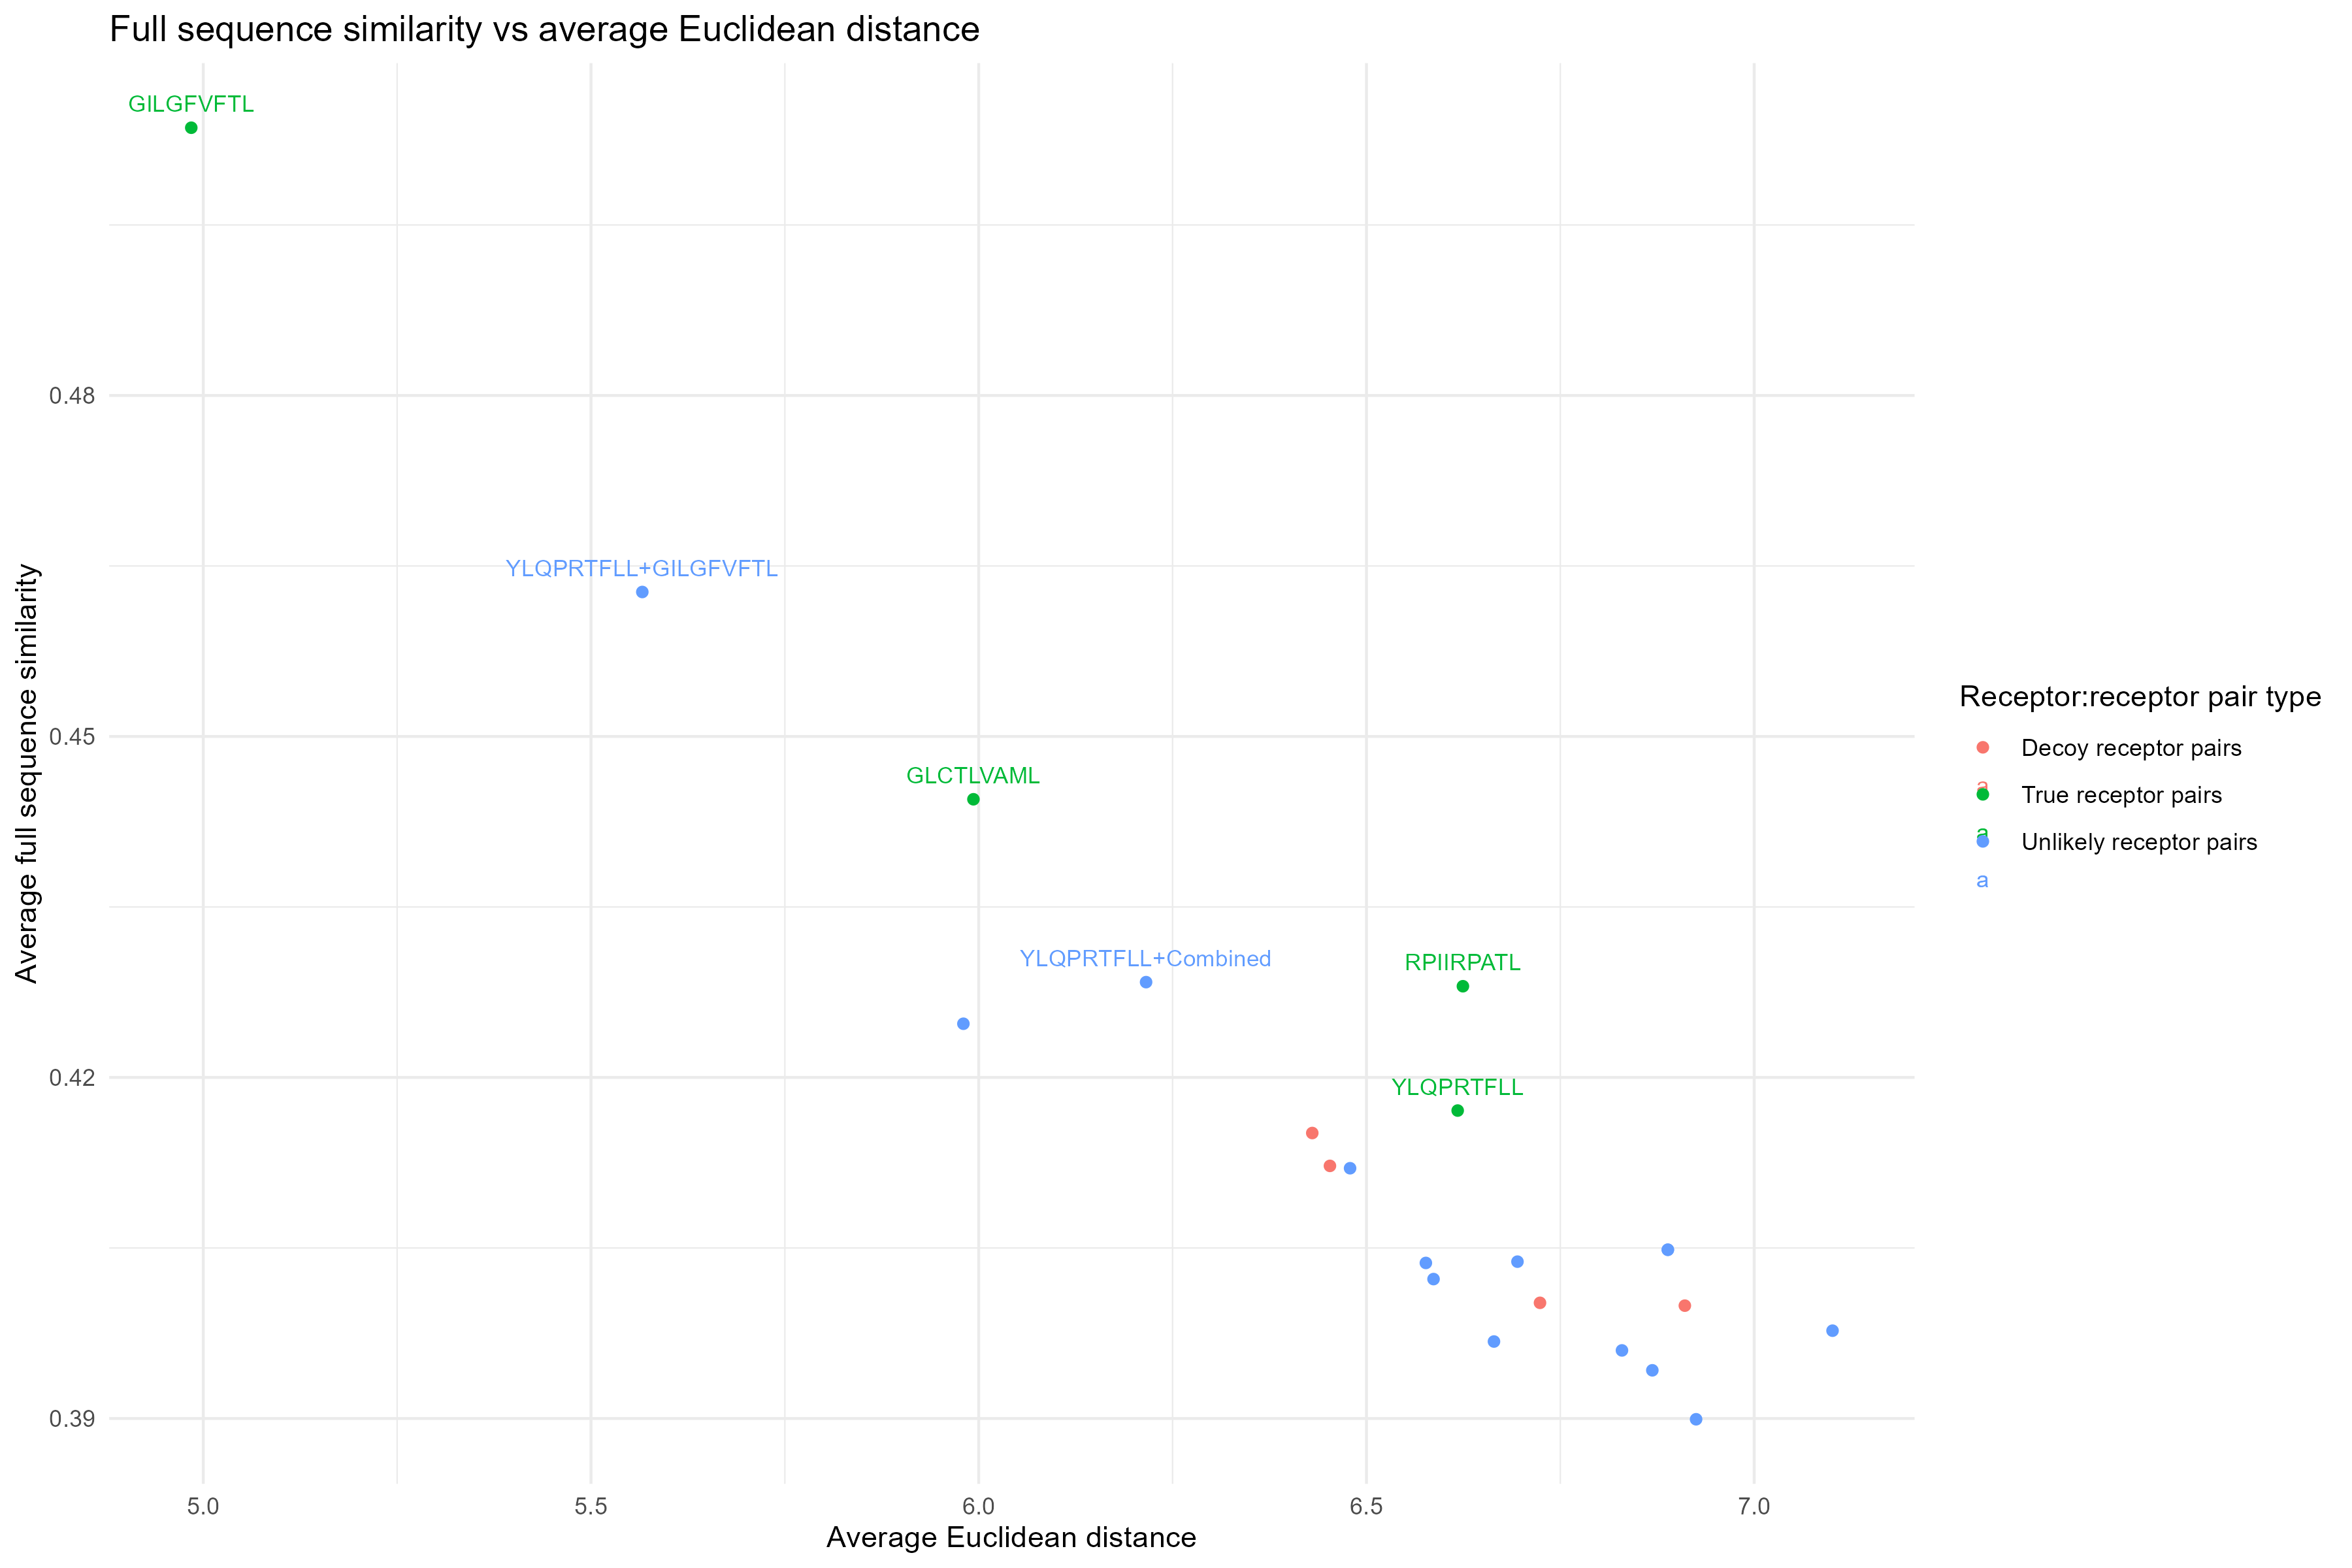 Full sequence similarity vs average Euclidean distance
GILGFVFTL
0.48
YLQPRTFLL+GILGFVFTL
0.45
GLCTLVAML
YLQPRTFLL+Combined
RPIIRPATL
0.42
YLQPRTFLL
0.39
5.0 5.5 6.0 6.5 7.0
Average Euclidean distance
Average full sequence similarity
Receptor:receptor pair type
Decoy receptor pairs
a
True receptor pairs
a
Unlikely receptor pairs
a